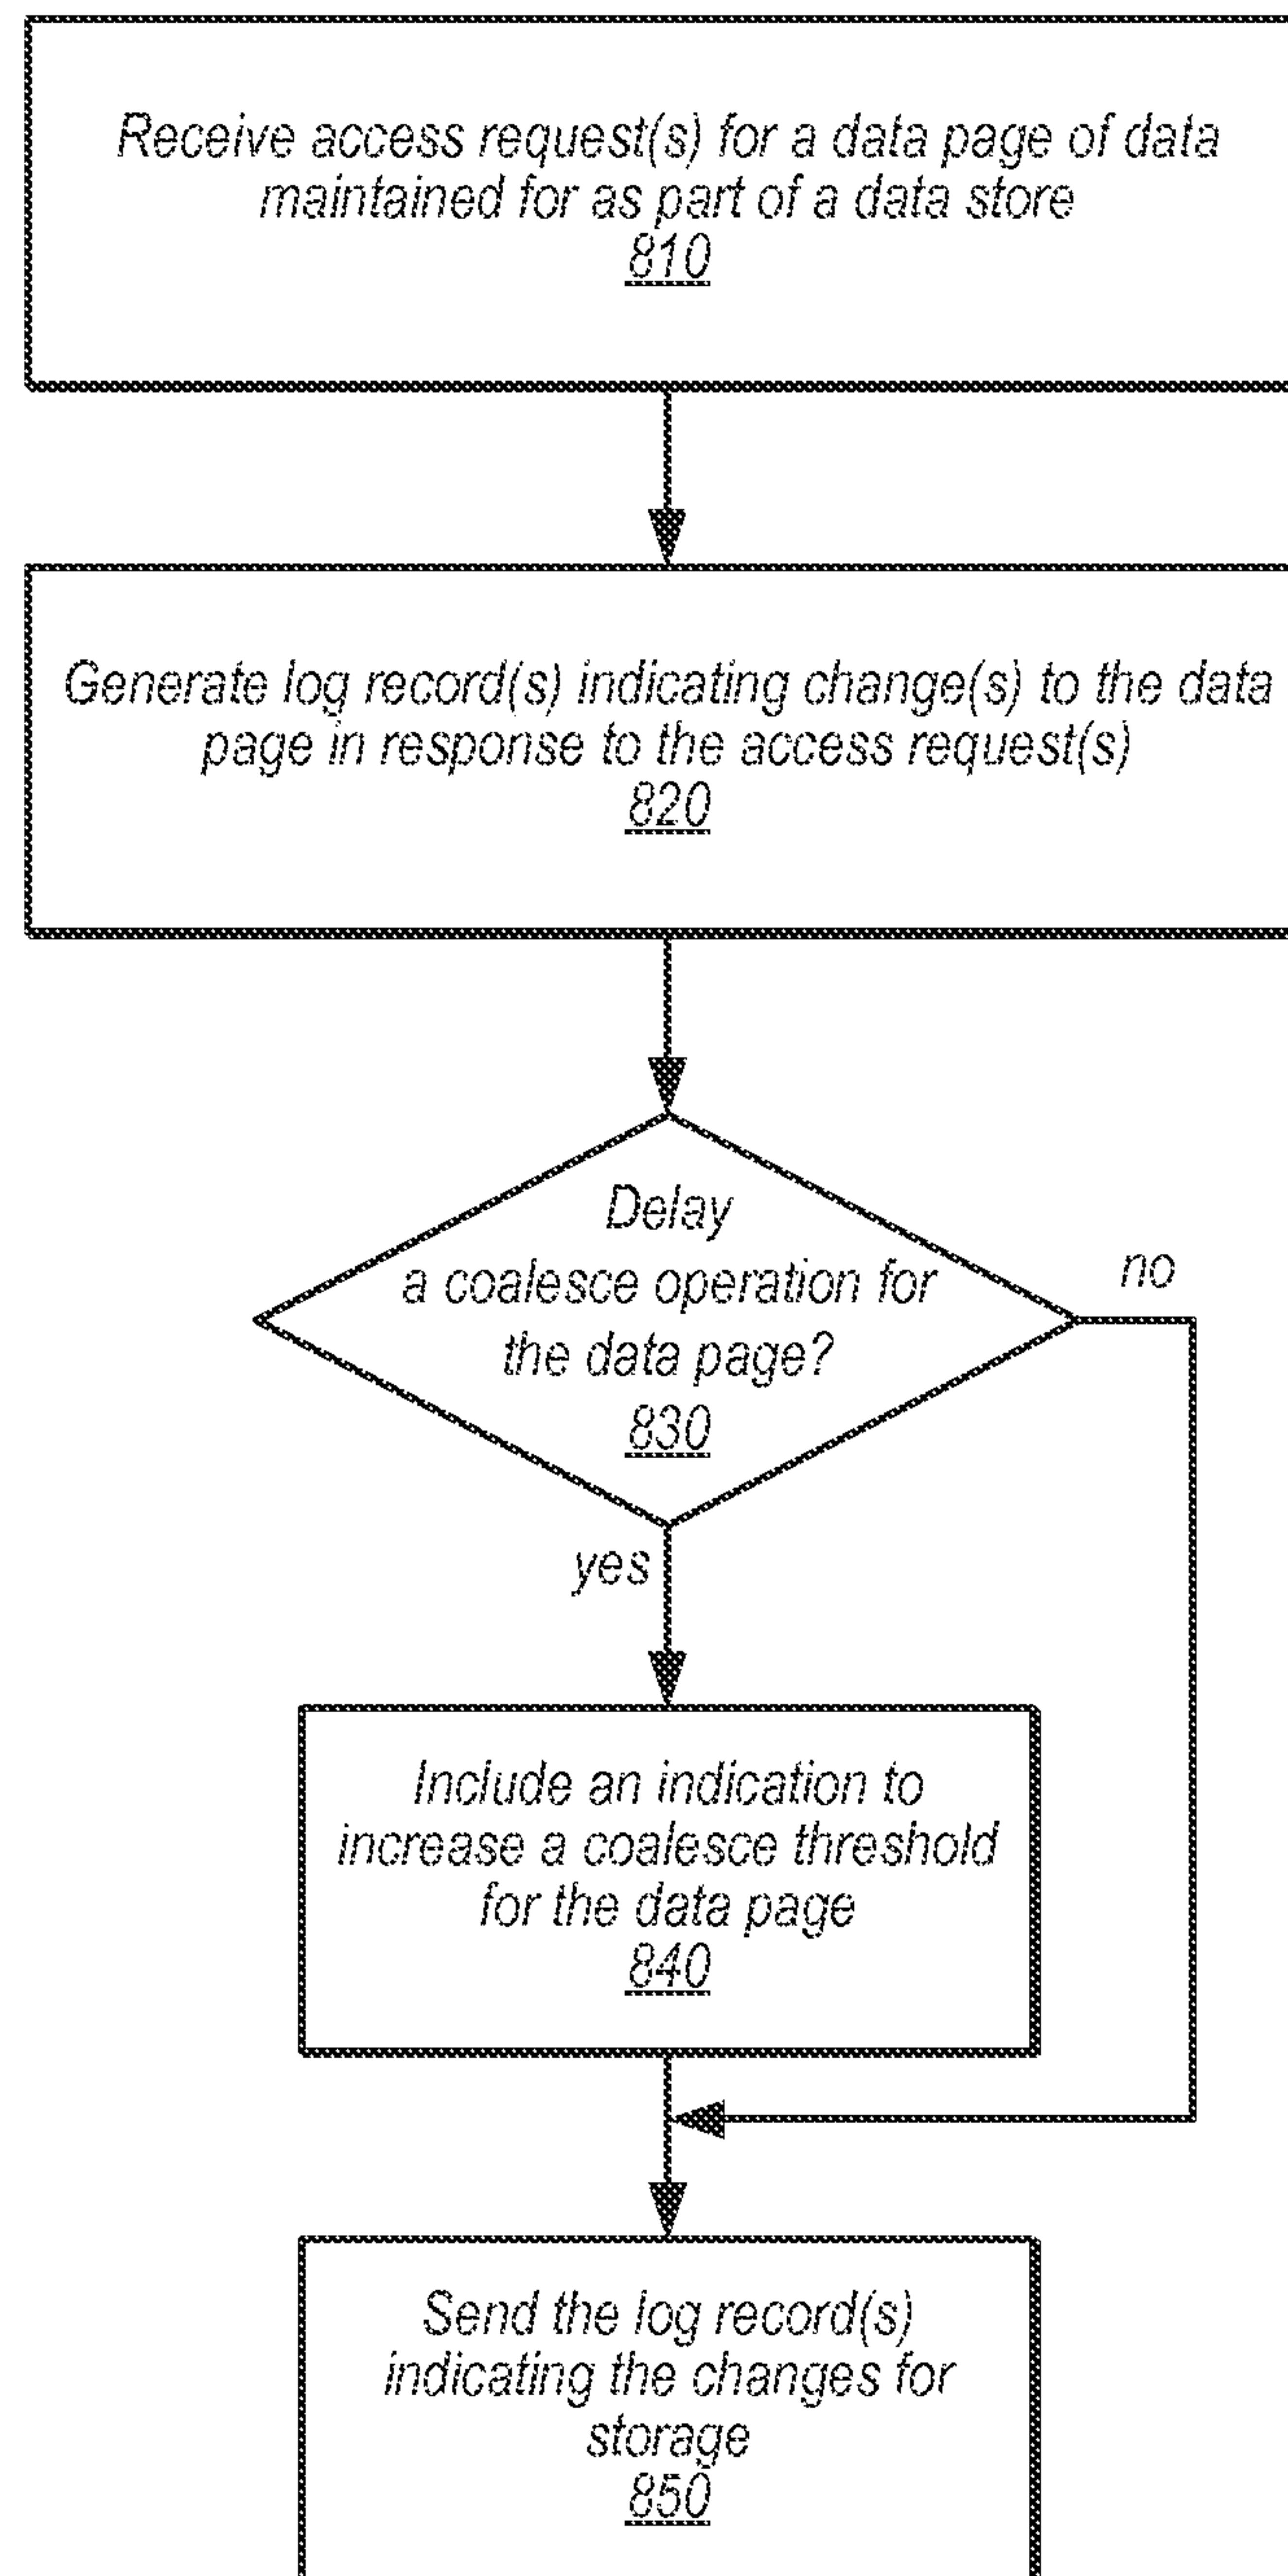 Receive access request(s) for a data page of data
maintained for as part of a data store
810
Generate log record(s) indicating change(s) to the data
page in response to the access request(s)
820
Delay
a coalesce operation for
the data page?
830
no
yes
Include an indication to
increase a coalesce threshold
for the data page
840
Send the log record(s)
indicating the changes for
storage
850